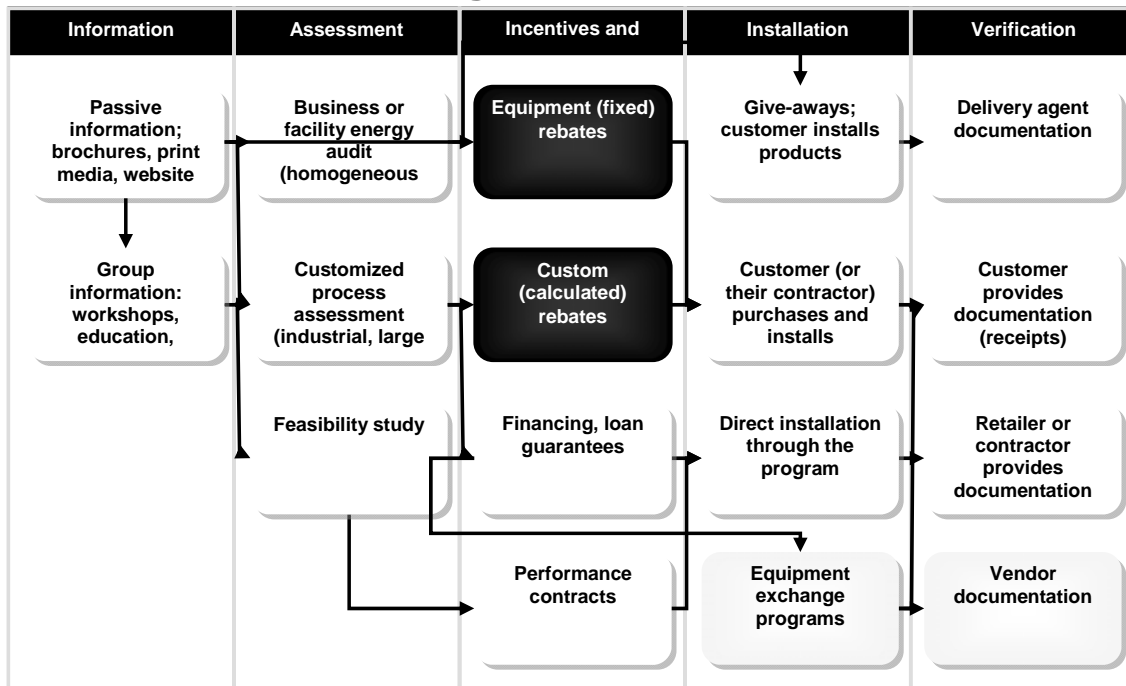 Information
Assessment
Incentives and
Installation
Verification
Passive
information;
brochures, print
media, website
Business or
facility energy
audit
(homogeneous
Equipment (fixed)
rebates
Give-aways;
customer installs
products
Delivery agent
documentation
Group
information:
workshops,
education,
Customized
process
assessment
(industrial, large
Custom
(calculated)
rebates
Customer (or
their contractor)
purchases and
installs
Customer
provides
documentation
(receipts)
Feasibility study
Financing, loan
guarantees
Direct installation
through the
program
Retailer or
contractor
provides
documentation
Performance
contracts
Equipment
exchange
programs
Vendor
documentation